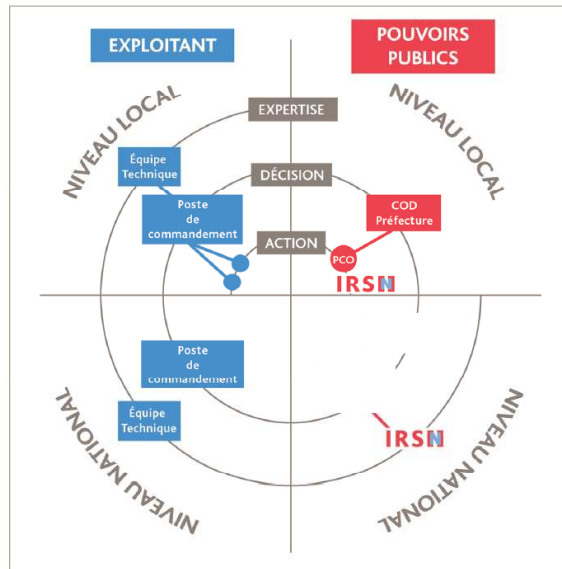 EXPLOITANT
POUVOIRS
PUBLICS
NIVEAU LOCAL
EXPERTISE
NIVEAU LOCAL
Équipe
Technique
DÉCISION
Poste
de
commandement
COD
Préfecture
ACTION
PCO
IRSN
Poste
de
commandement
Équipe
Technique
IRSN
NIVEAU NATIONAL
NIVEAU NATIONAL